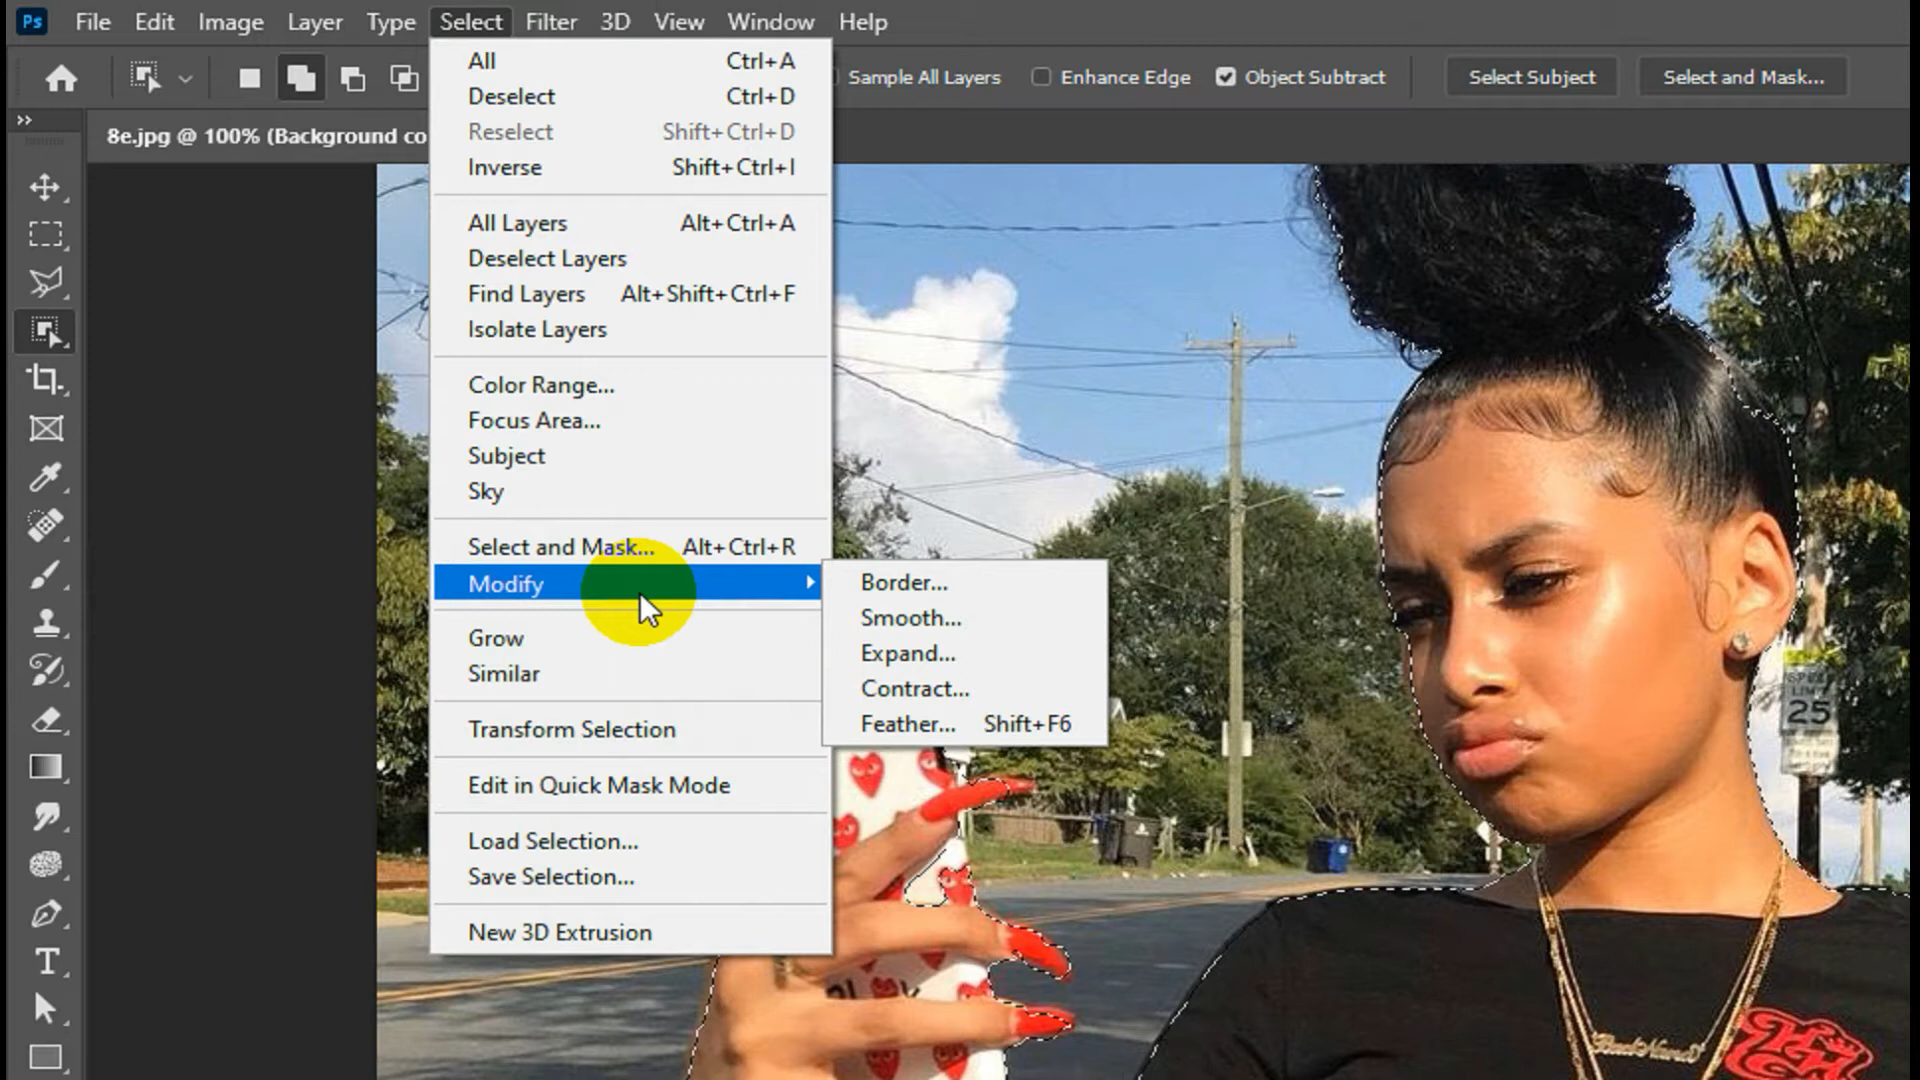 Ps File Edit Image Layer Type Select Filter 3D View Window Help
Sample All Layers Enhance Edge Object Subtract Select Subject Select and Mask...
8e.jpg @ 100% (Background co
All Ctrl+A
Deselect Ctrl+D
Reselect Shift+Ctrl+D
Inverse Shift+Ctrl+I
All Layers Alt+Ctrl+A
Deselect Layers
Find Layers Alt+Shift+Ctrl+F
Isolate Layers
Color Range...
Focus Area...
Subject
Sky
Select and Mask... Alt+Ctrl+R
Modify
Grow
Similar
Transform Selection
Edit in Quick Mask Mode
Load Selection...
Save Selection...
New 3D Extrusion
Border...
Smooth...
Expand...
Contract...
Feather... Shift+F6
SPEED
LIMIT
25